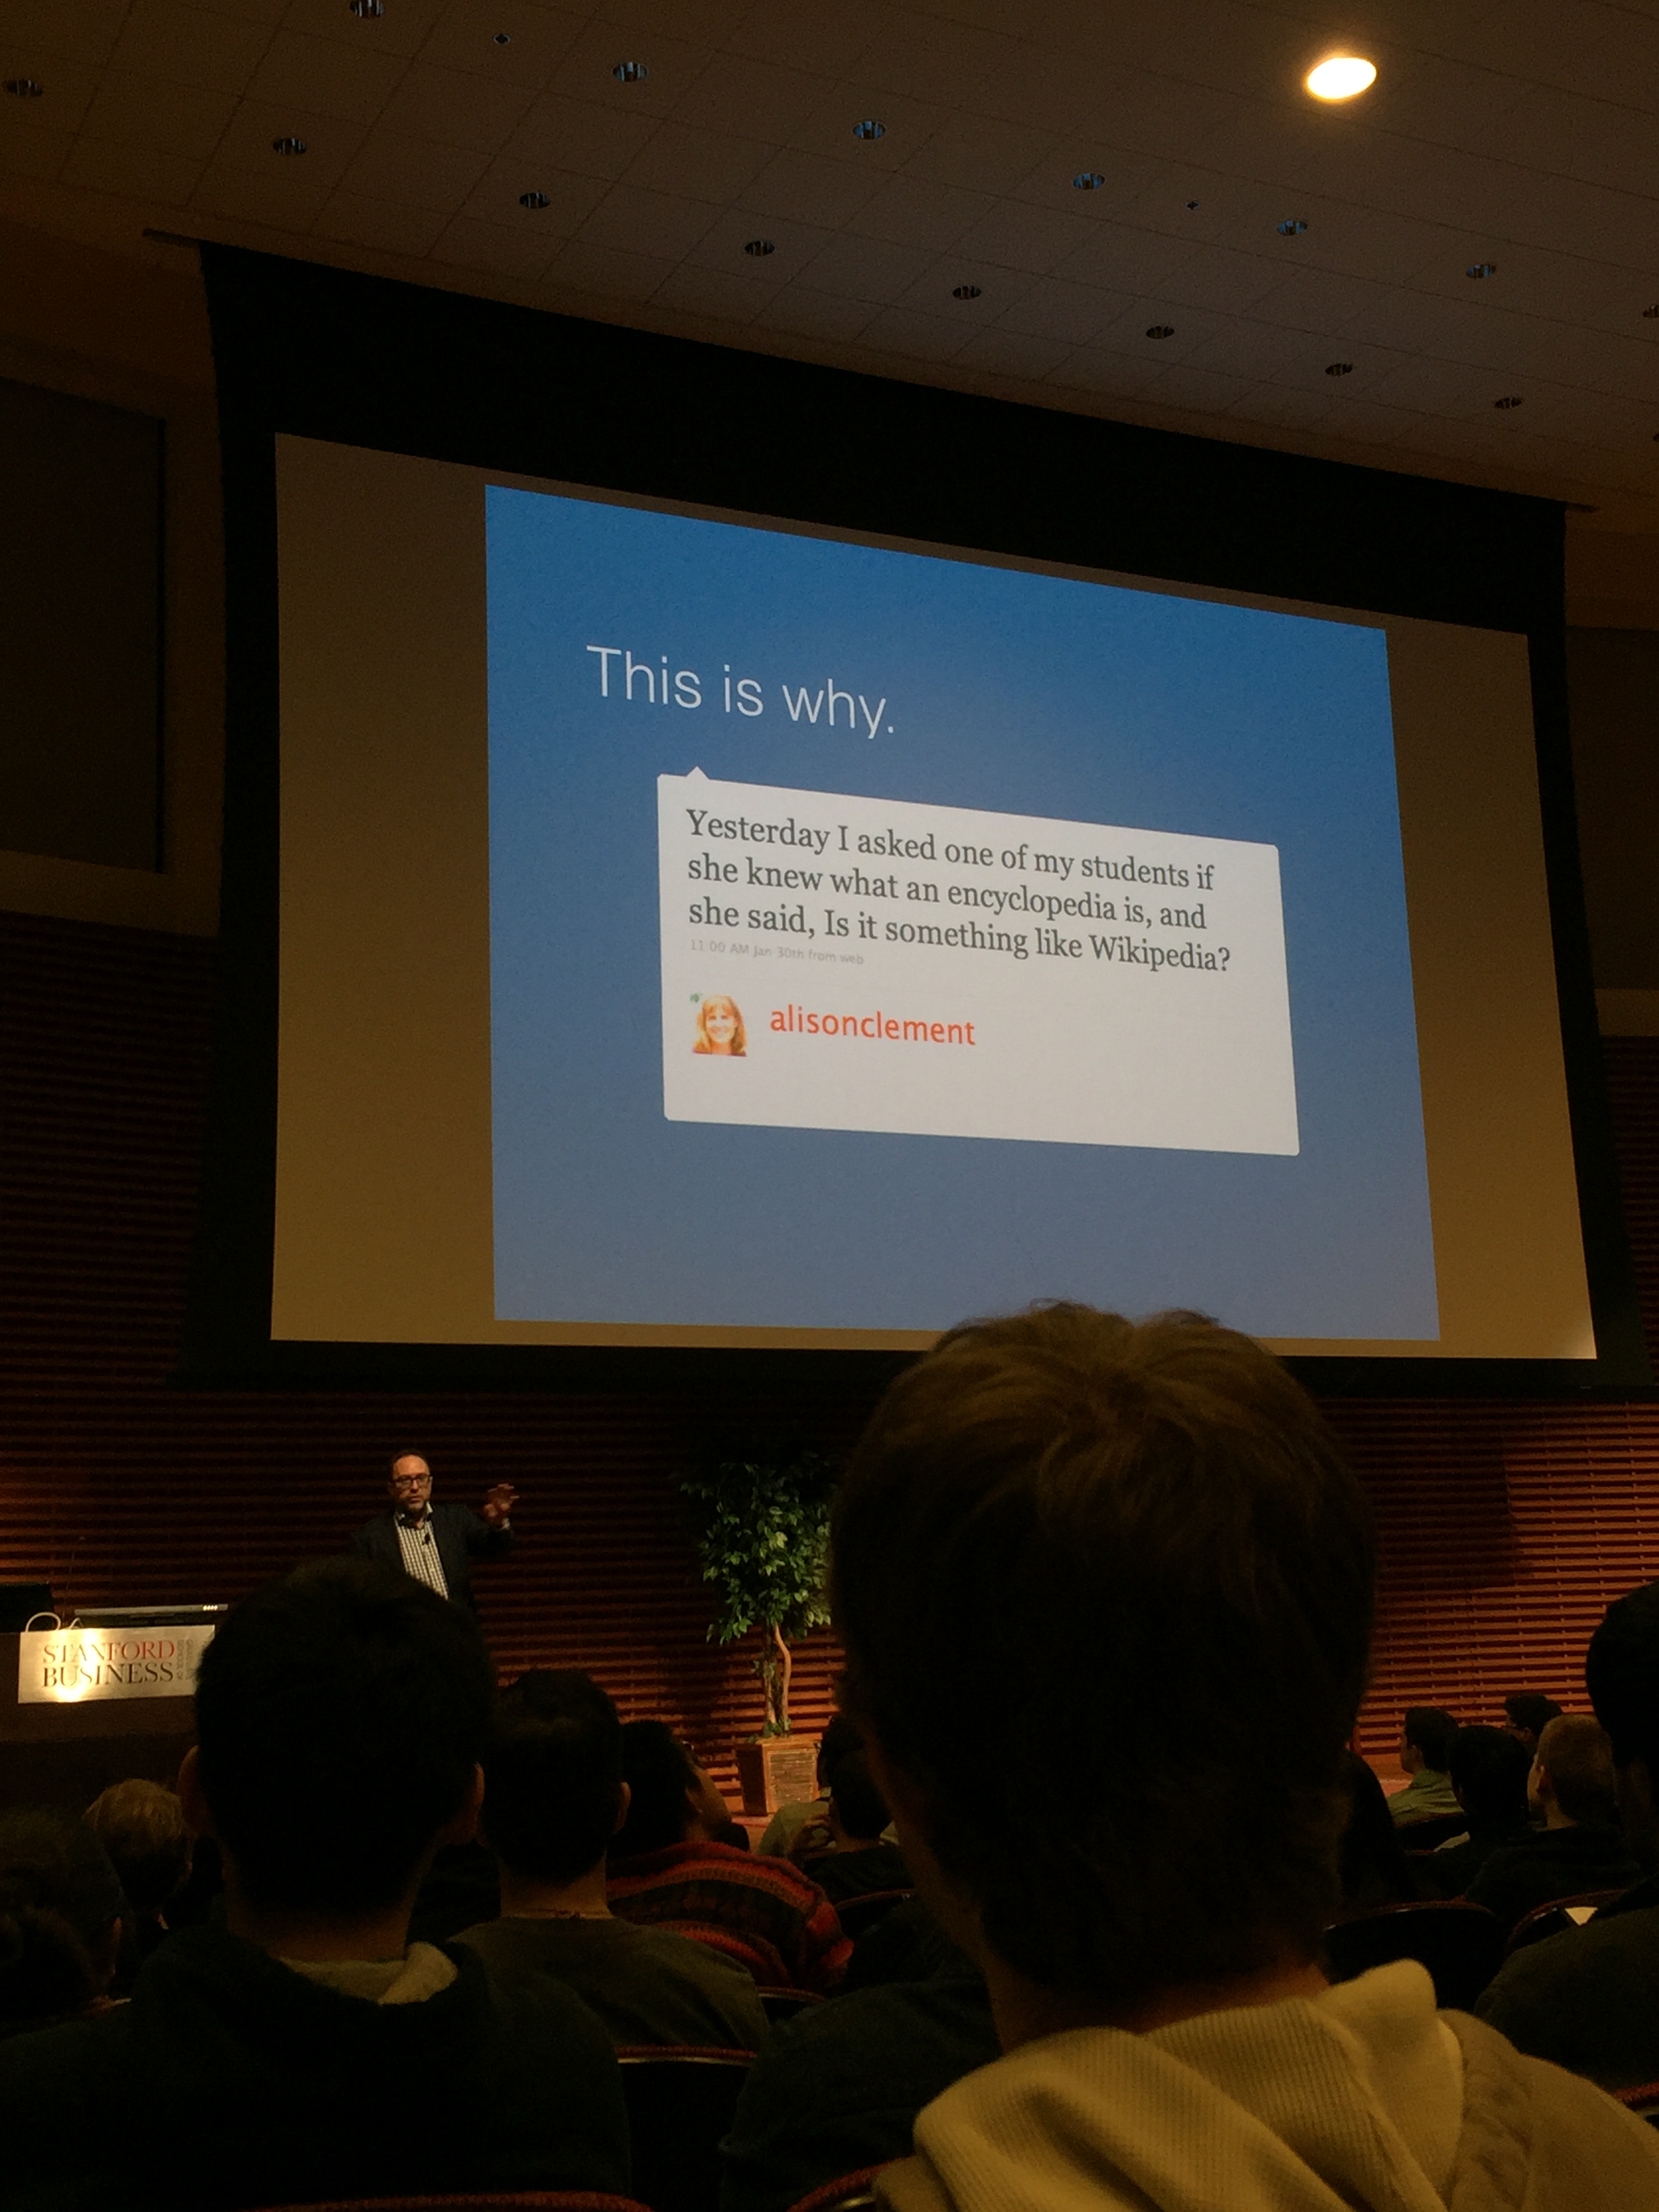 This is why.
Yesterday I asked one of my students if
she knew what an encyclopedia is, and
she said, Is it something like Wikipedia?
11:00 AM Jan 30th from web
alisonclement
STANFORD
BUSINESS